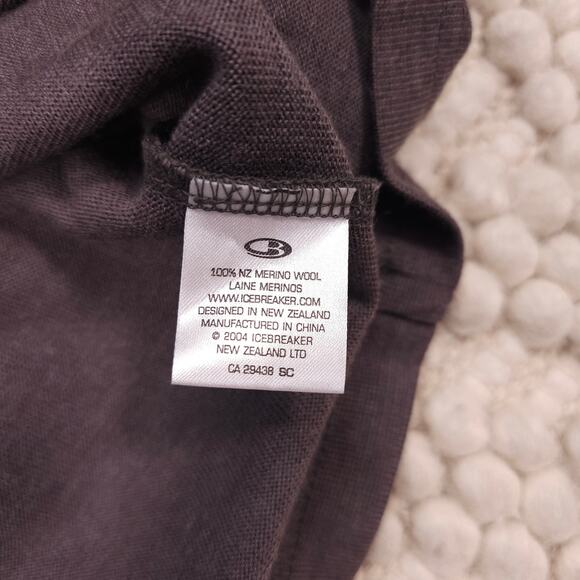 100% NZ MERINO WOOL
LAINE MERINOS
WWW.ICEBREAKER.COM
DESIGNED IN NEW ZEALAND
MANUFACTURED IN CHINA
© 2004 ICEBREAKER
NEW ZEALAND LTD
CA 29438 SC